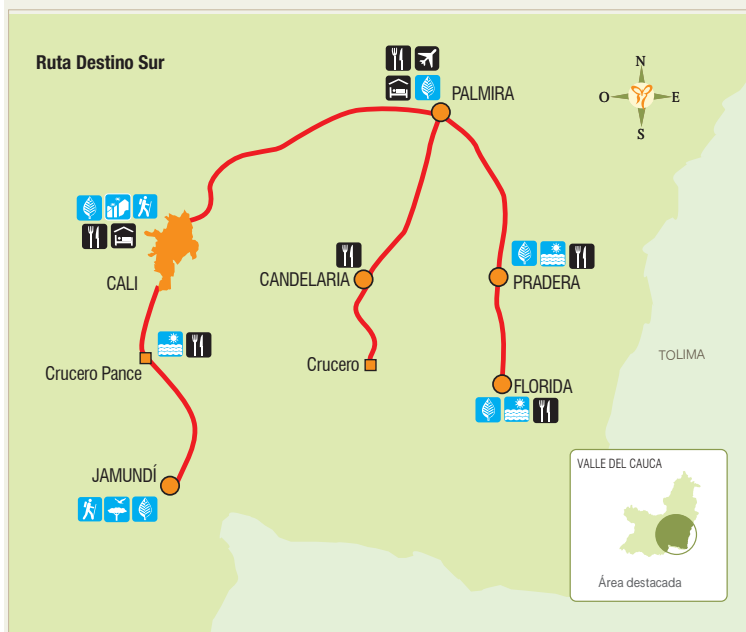 Ruta Destino Sur
N
O
E
S
PALMIRA
CALI
CANDELARIA
PRADERA
Crucero Pance
Crucero
TOLIMA
FLORIDA
JAMUNDÍ
VALLE DEL CAUCA
Área destacada